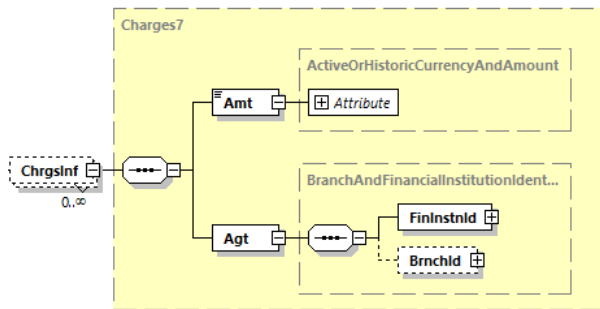 Charges7
ActiveOrHistoricCurrencyAndAmount
Amt
Attribute
ChrgsInf
0..∞
BranchAndFinancialInstitutionIdent...
FinInstnId
Agt
BrnchId